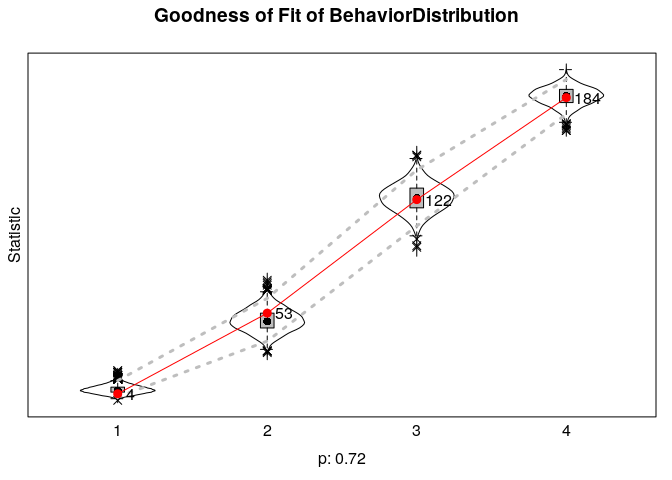 Goodness of Fit of BehaviorDistribution
Statistic
184
122
53
4
1 2 3 4
p: 0.72